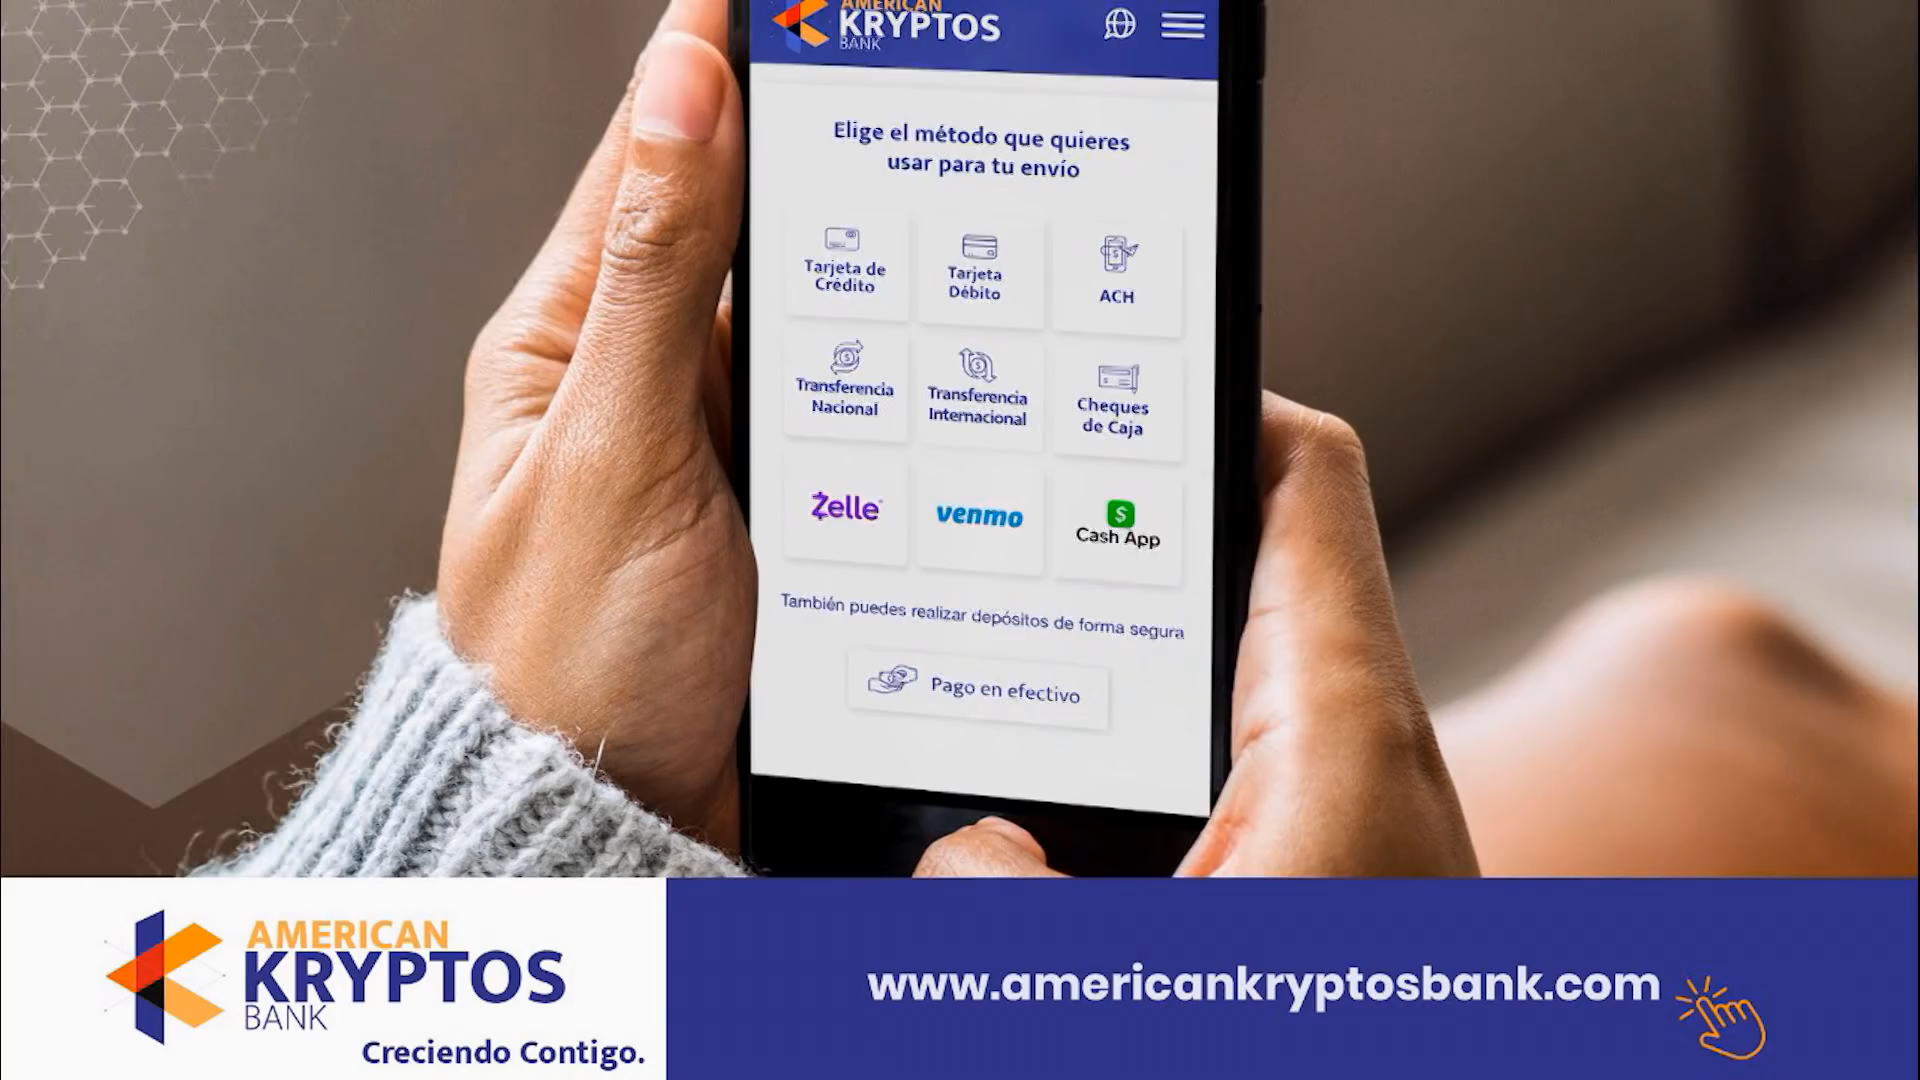 AMERICAN
KRYPTOS
BANK
Elige el método que quieres
usar para tu envío
Tarjeta de
Crédito
Tarjeta
Débito
ACH
Transferencia
Nacional
Transferencia
Internacional
Cheques
de Caja
Zelle
venmo
Cash App
También puedes realizar depósitos de forma segura
Pago en efectivo
AMERICAN
KRYPTOS
BANK
Creciendo Contigo.
www.americankryptosbank.com